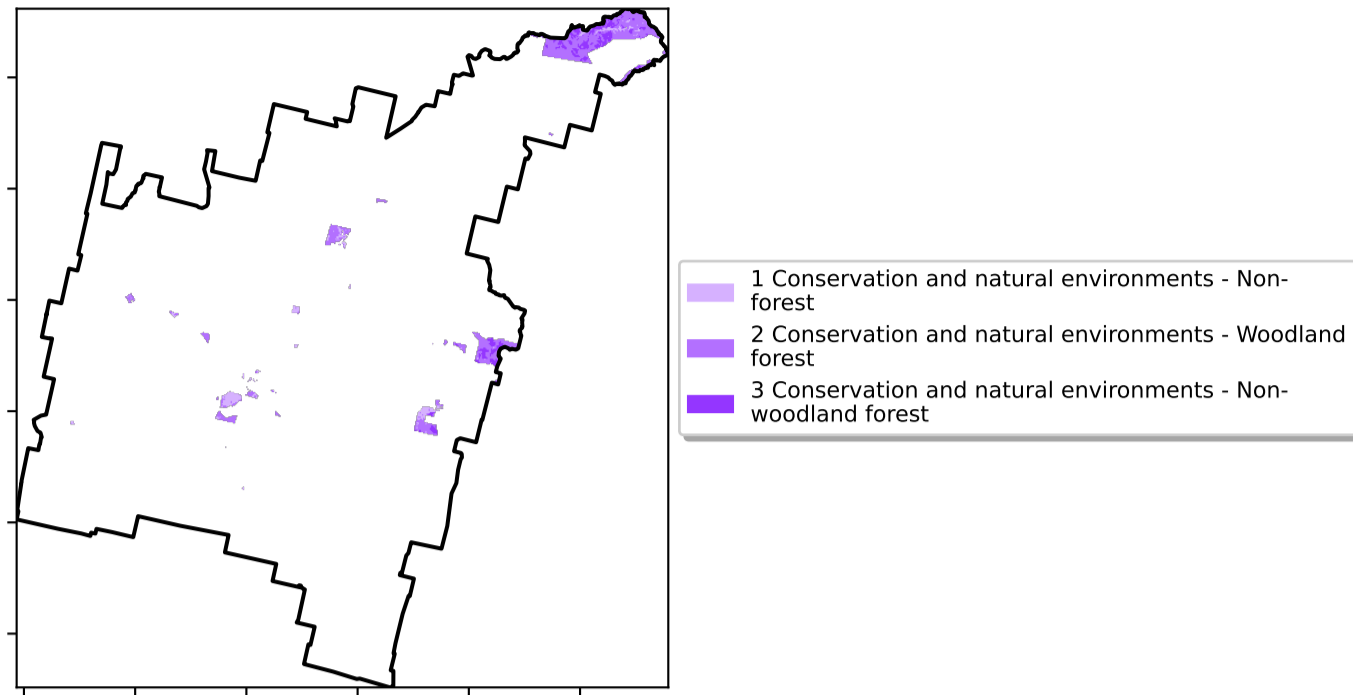 1 Conservation and natural environments - Non-
forest
2 Conservation and natural environments - Woodland
forest
3 Conservation and natural environments - Non-
woodland forest